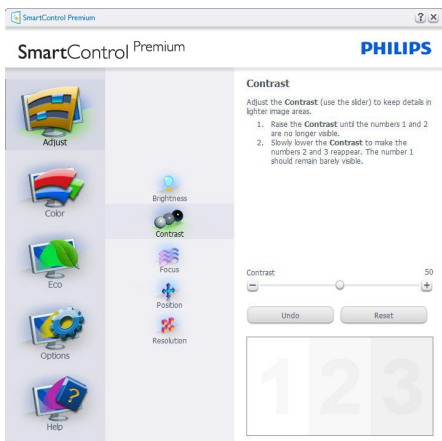 SmartControl Premium
? X
SmartControl Premium
PHILIPS
Adjust
Color
Eco
Options
Help
Brightness
Contrast
Focus
Position
Resolution
Contrast
Adjust the Contrast (use the slider) to keep details in
lighter image areas.
1. Raise the Contrast until the numbers 1 and 2
are no longer visible.
2. Slowly lower the Contrast to make the
numbers 2 and 3 reappear. The number 1
should remain barely visible.
Contrast 50
Undo Reset
1 2 3